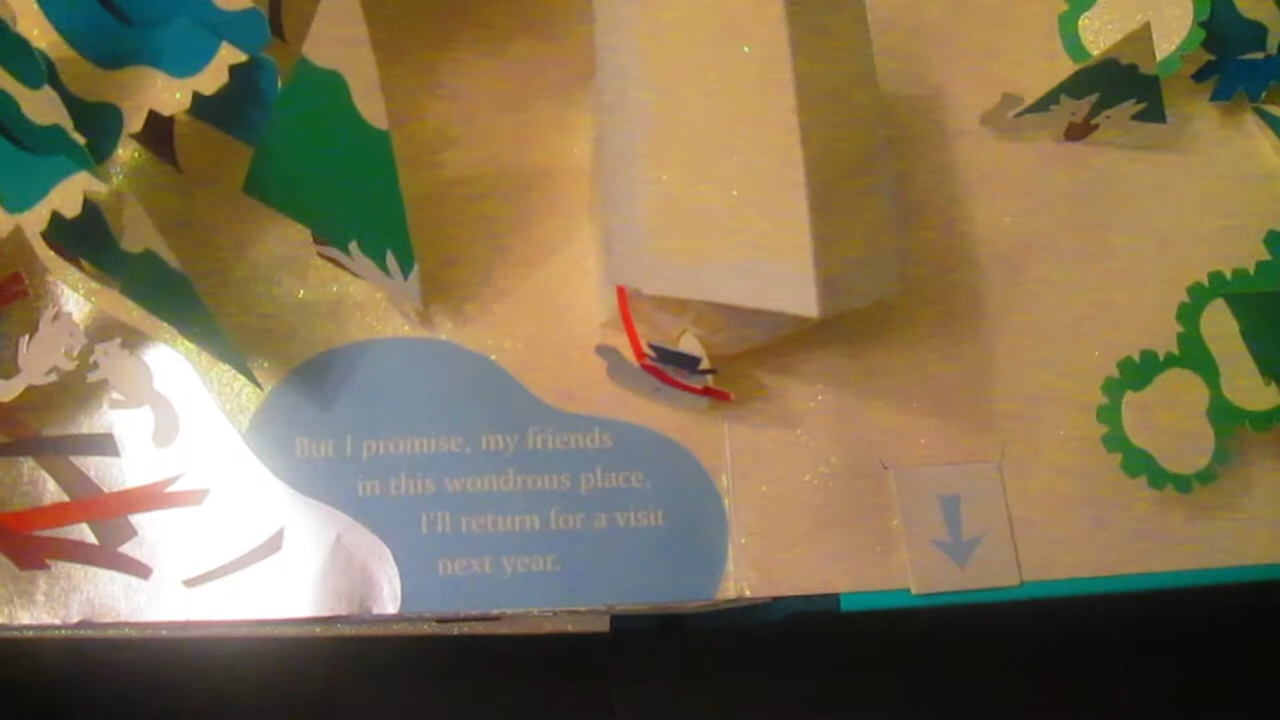 But I promise, my friends
in this wondrous place,
I'll return for a visit
next year.